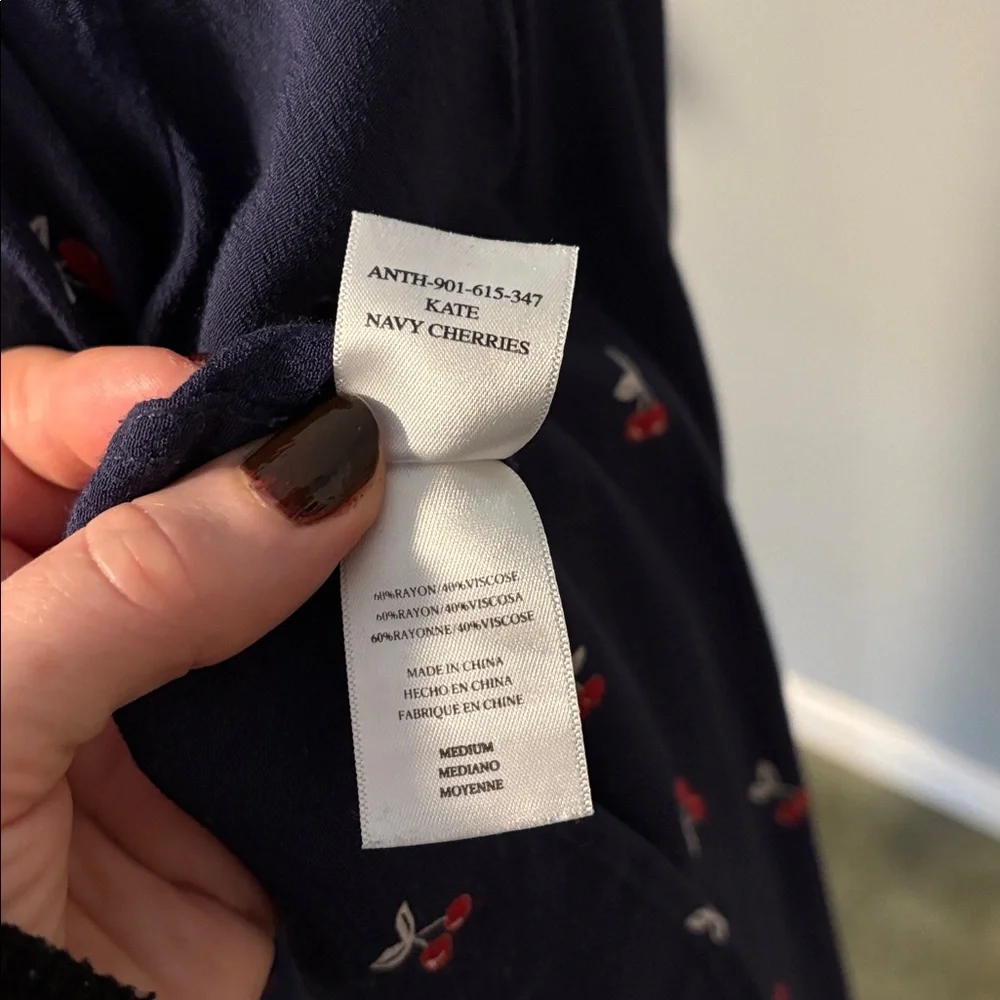 ANTH-901-615-347
KATE
NAVY CHERRIES
60%RAYON/40%VISCOSE
60%RAYON/40%VISCOSA
60%RAYONNE/40%VISCOSE
MADE IN CHINA
HECHO EN CHINA
FABRIQUE EN CHINE
MEDIUM
MEDIANO
MOYENNE